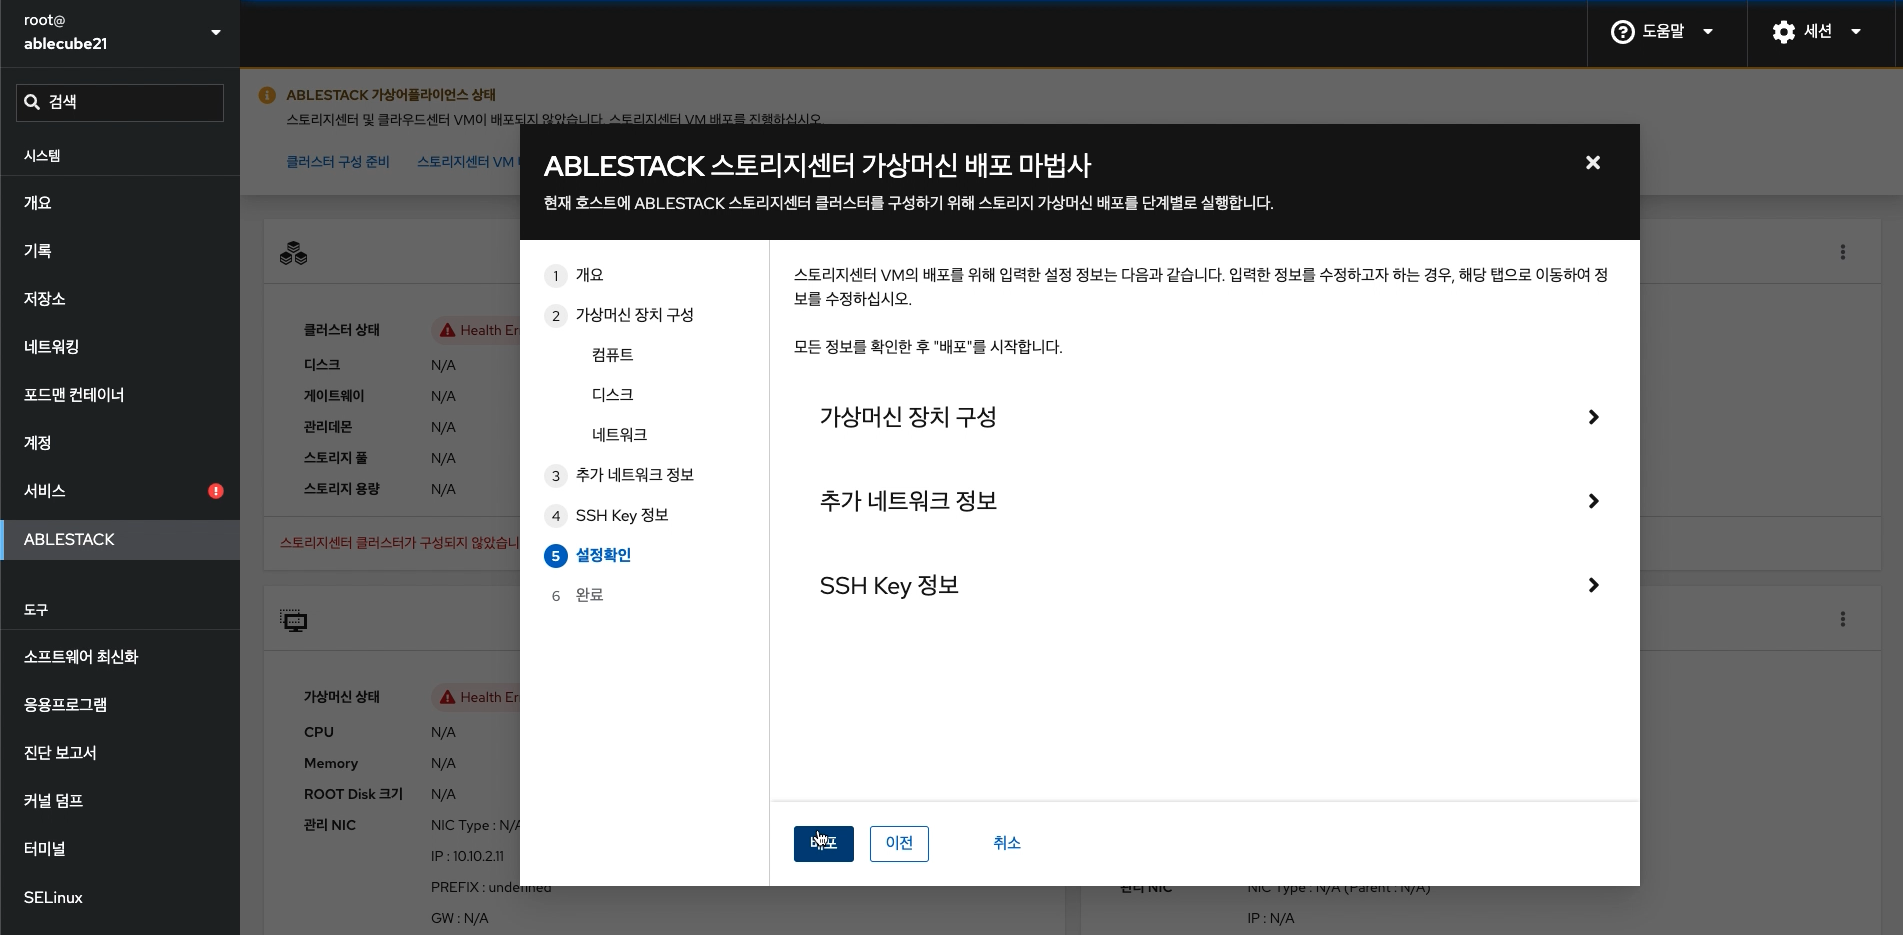 root@
ablecube21
검색
시스템
개요
기록
저장소
네트워킹
포드맨 컨테이너
계정
서비스
ABLESTACK
도구
소프트웨어 최신화
응용프로그램
진단 보고서
커널 덤프
터미널
SELinux
도움말
세션
ABLESTACK 가상어플라이언스 상태
스토리지센터 및 클라우드센터 VM이 배포되지 않았습니다. 스토리지센터 VM 배포를 진행하십시오.
클러스터 구성 준비
스토리지센터 VM
클러스터 상태
Health Er
디스크 N/A
게이트웨이 N/A
관리데몬 N/A
스토리지 풀 N/A
스토리지 용량 N/A
스토리지센터 클러스터가 구성되지 않았습니
가상머신 상태
Health Er
CPU N/A
Memory N/A
ROOT Disk 크기 N/A
관리 NIC NIC Type : N/A
IP : 10.10.2.11
PREFIX : undefined
GW : N/A
관리 NIC NIC Type : N/A (Parent : N/A)
IP : N/A
ABLESTACK 스토리지센터 가상머신 배포 마법사
현재 호스트에 ABLESTACK 스토리지센터 클러스터를 구성하기 위해 스토리지 가상머신 배포를 단계별로 실행합니다.
1 개요
2 가상머신 장치 구성
컴퓨트
디스크
네트워크
3 추가 네트워크 정보
4 SSH Key 정보
5 설정확인
6 완료
스토리지센터 VM의 배포를 위해 입력한 설정 정보는 다음과 같습니다. 입력한 정보를 수정하고자 하는 경우, 해당 탭으로 이동하여 정
보를 수정하십시오.
모든 정보를 확인한 후 "배포"를 시작합니다.
가상머신 장치 구성
추가 네트워크 정보
SSH Key 정보
배포
이전
취소